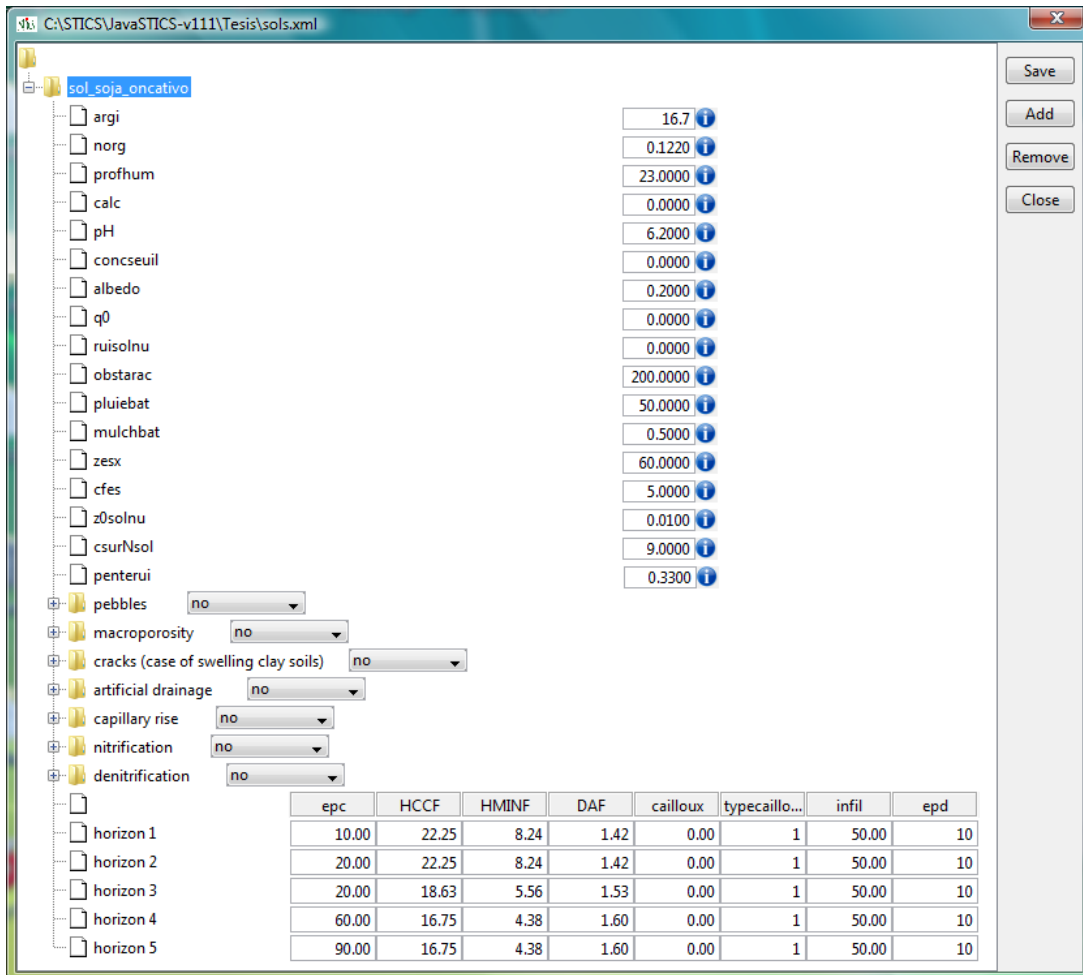 C:\STICS\JavaSTICS-v111\Tesis\sols.xml
Save
Add
Remove
Close
sol_soja_oncativo
argi 16.7
norg 0.1220
profhum 23.0000
calc 0.0000
pH 6.2000
concseuil 0.0000
albedo 0.2000
q0 0.0000
ruisolnu 0.0000
obstarac 200.0000
pluiebat 50.0000
mulchbat 0.5000
zesx 60.0000
cfes 5.0000
z0solnu 0.0100
csurNsol 9.0000
penterui 0.3300
pebbles no
macroporosity no
cracks (case of swelling clay soils) no
artificial drainage no
capillary rise no
nitrification no
denitrification no
epc HCCF HMINF DAF cailloux typecaillo... infil epd
horizon 1 10.00 22.25 8.24 1.42 0.00 1 50.00 10
horizon 2 20.00 22.25 8.24 1.42 0.00 1 50.00 10
horizon 3 20.00 18.63 5.56 1.53 0.00 1 50.00 10
horizon 4 60.00 16.75 4.38 1.60 0.00 1 50.00 10
horizon 5 90.00 16.75 4.38 1.60 0.00 1 50.00 10